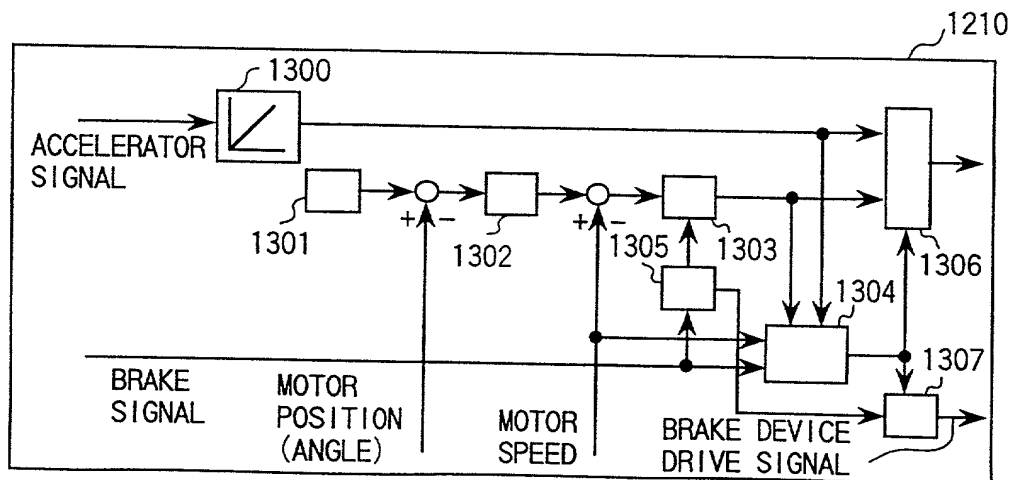 1210
1300
ACCELERATOR
SIGNAL
+ -
+ -
1301
1302
1305
1303
1306
1304
1307
BRAKE
SIGNAL
MOTOR
POSITION
(ANGLE)
MOTOR
SPEED
BRAKE DEVICE
DRIVE SIGNAL